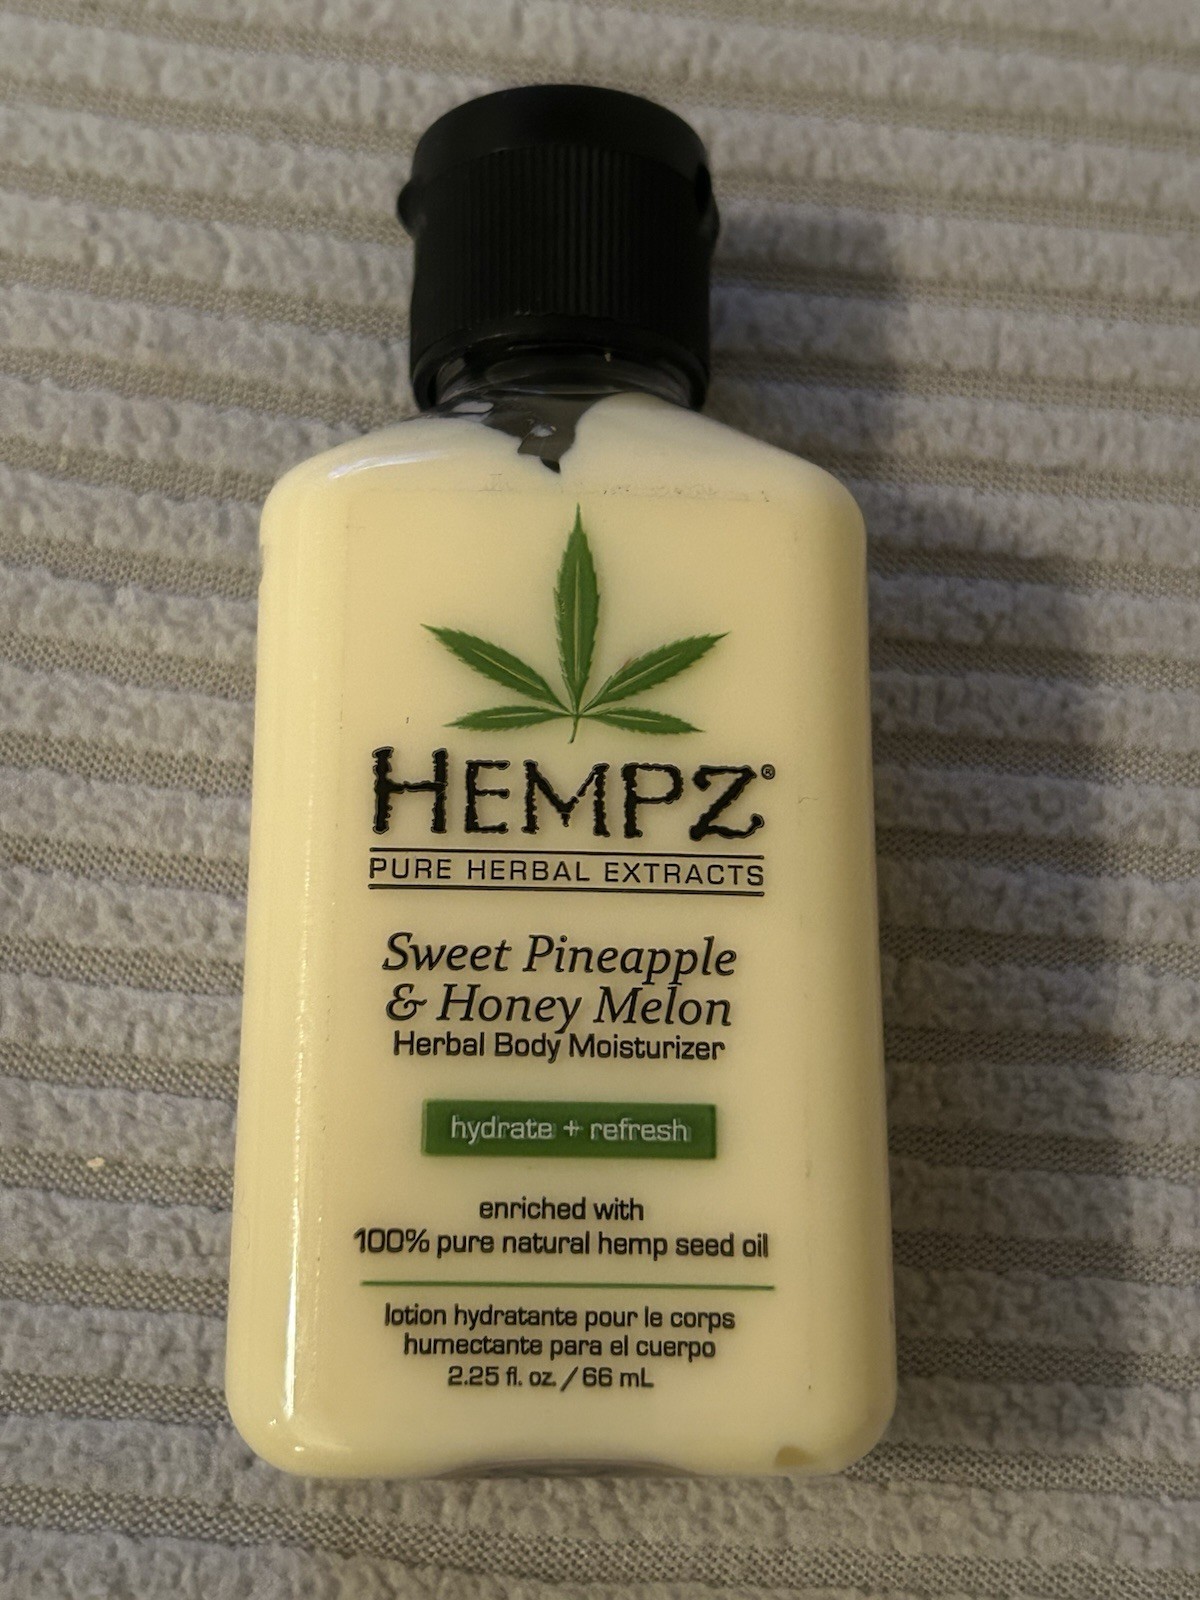 HEMPZ®
PURE HERBAL EXTRACTS
Sweet Pineapple
& Honey Melon
Herbal Body Moisturizer
hydrate + refresh
enriched with
100% pure natural hemp seed oil
lotion hydratante pour le corps
humectante para el cuerpo
2.25 fl. oz. / 66 mL